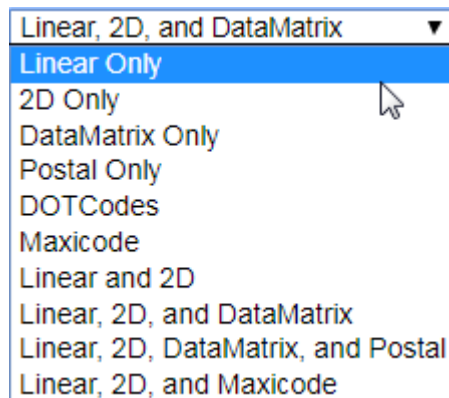 Linear, 2D, and DataMatrix
Linear Only
2D Only
DataMatrix Only
Postal Only
DOTCodes
Maxicode
Linear and 2D
Linear, 2D, and DataMatrix
Linear, 2D, DataMatrix, and Postal
Linear, 2D, and Maxicode